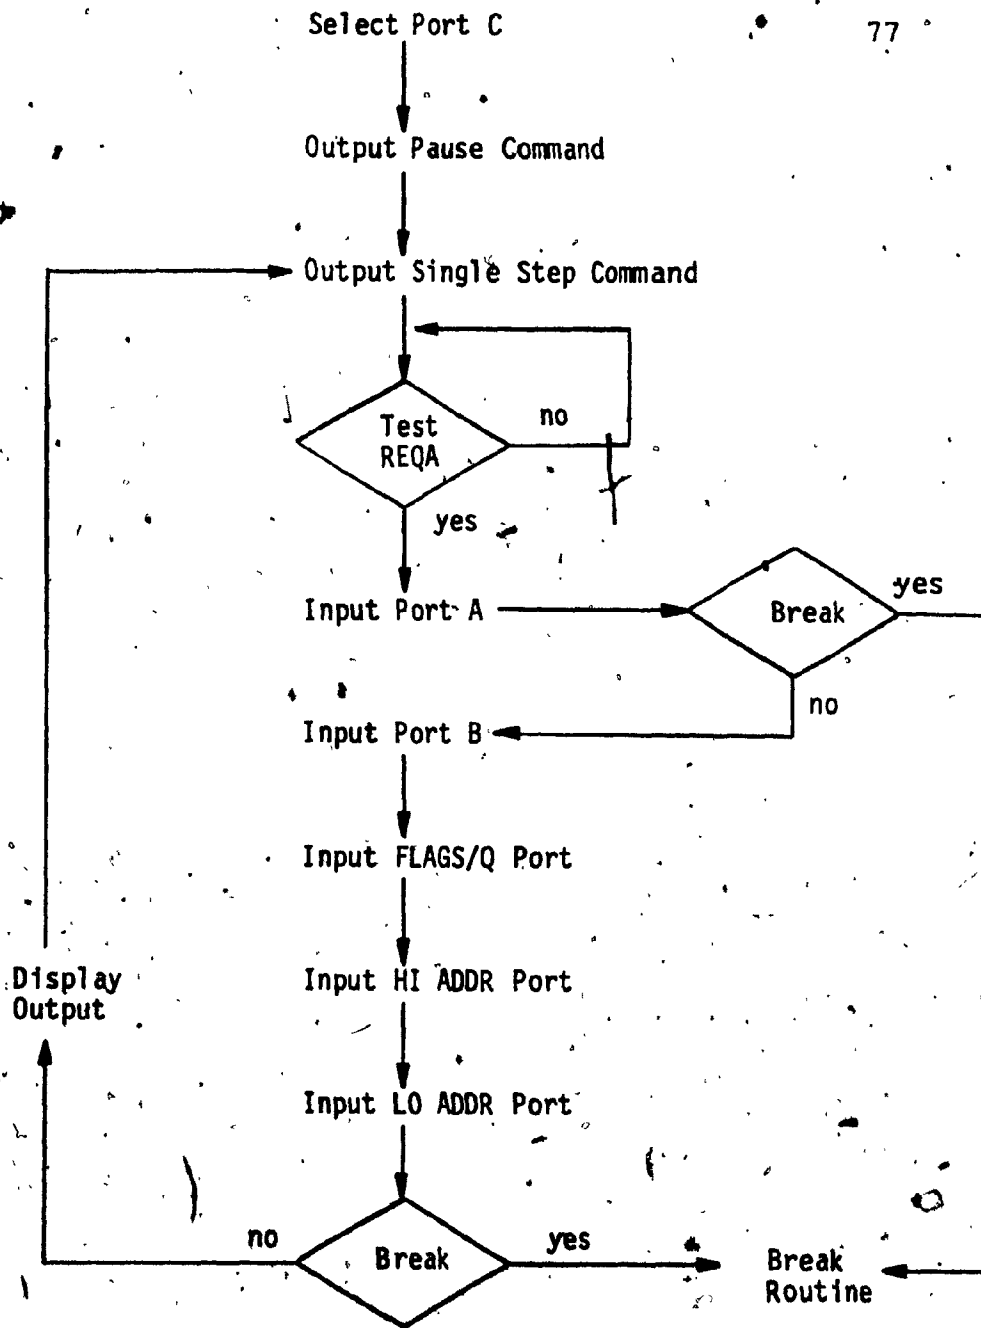 77
Select Port C
Output Pause Command
Output Single Step Command
Test
REQA
no
yes
Input Port A
Break
yes
no
Input Port B
Input FLAGS/Q Port
Input HI ADDR Port
Display
Output
Input LO ADDR Port
no
Break
yes
Break
Routine